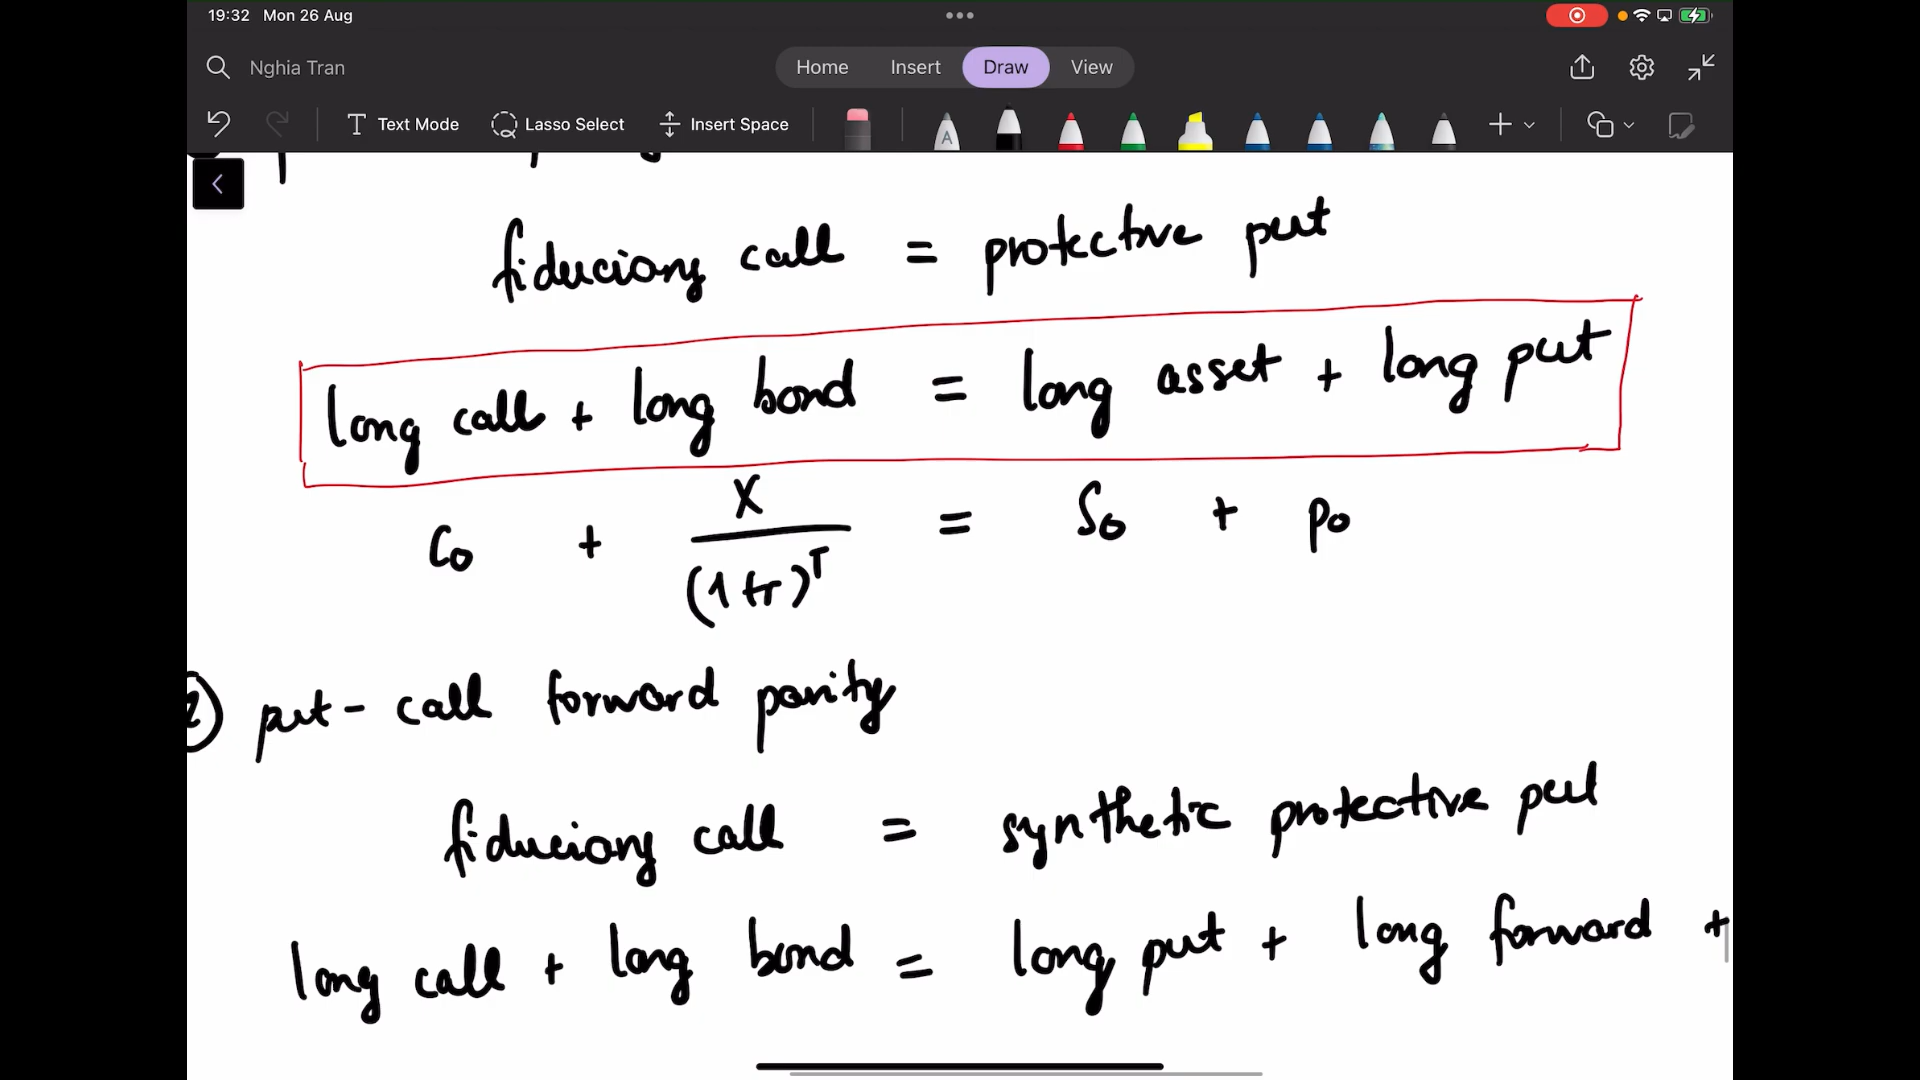 19:32 Mon 26 Aug
Nghia Tran Home Insert Draw View
T Text Mode Lasso Select Insert Space A
fiduciary call = protective put
long call + long bond = long asset + long put
c₀ + X/(1+r)ᵀ = S₀ + p₀
2 put-call forward parity
fiduciary call = synthetic protective put
long call + long bond = long put + long forward +